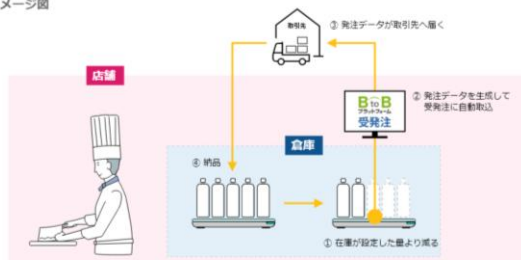 メージ図
取引先
③ 発注データが取引先へ届く
店舗
② 発注データを生成して
受発注に自動取込
BtoB
プラットフォーム
受発注
倉庫
④ 納品
① 在庫が設定した量より減る